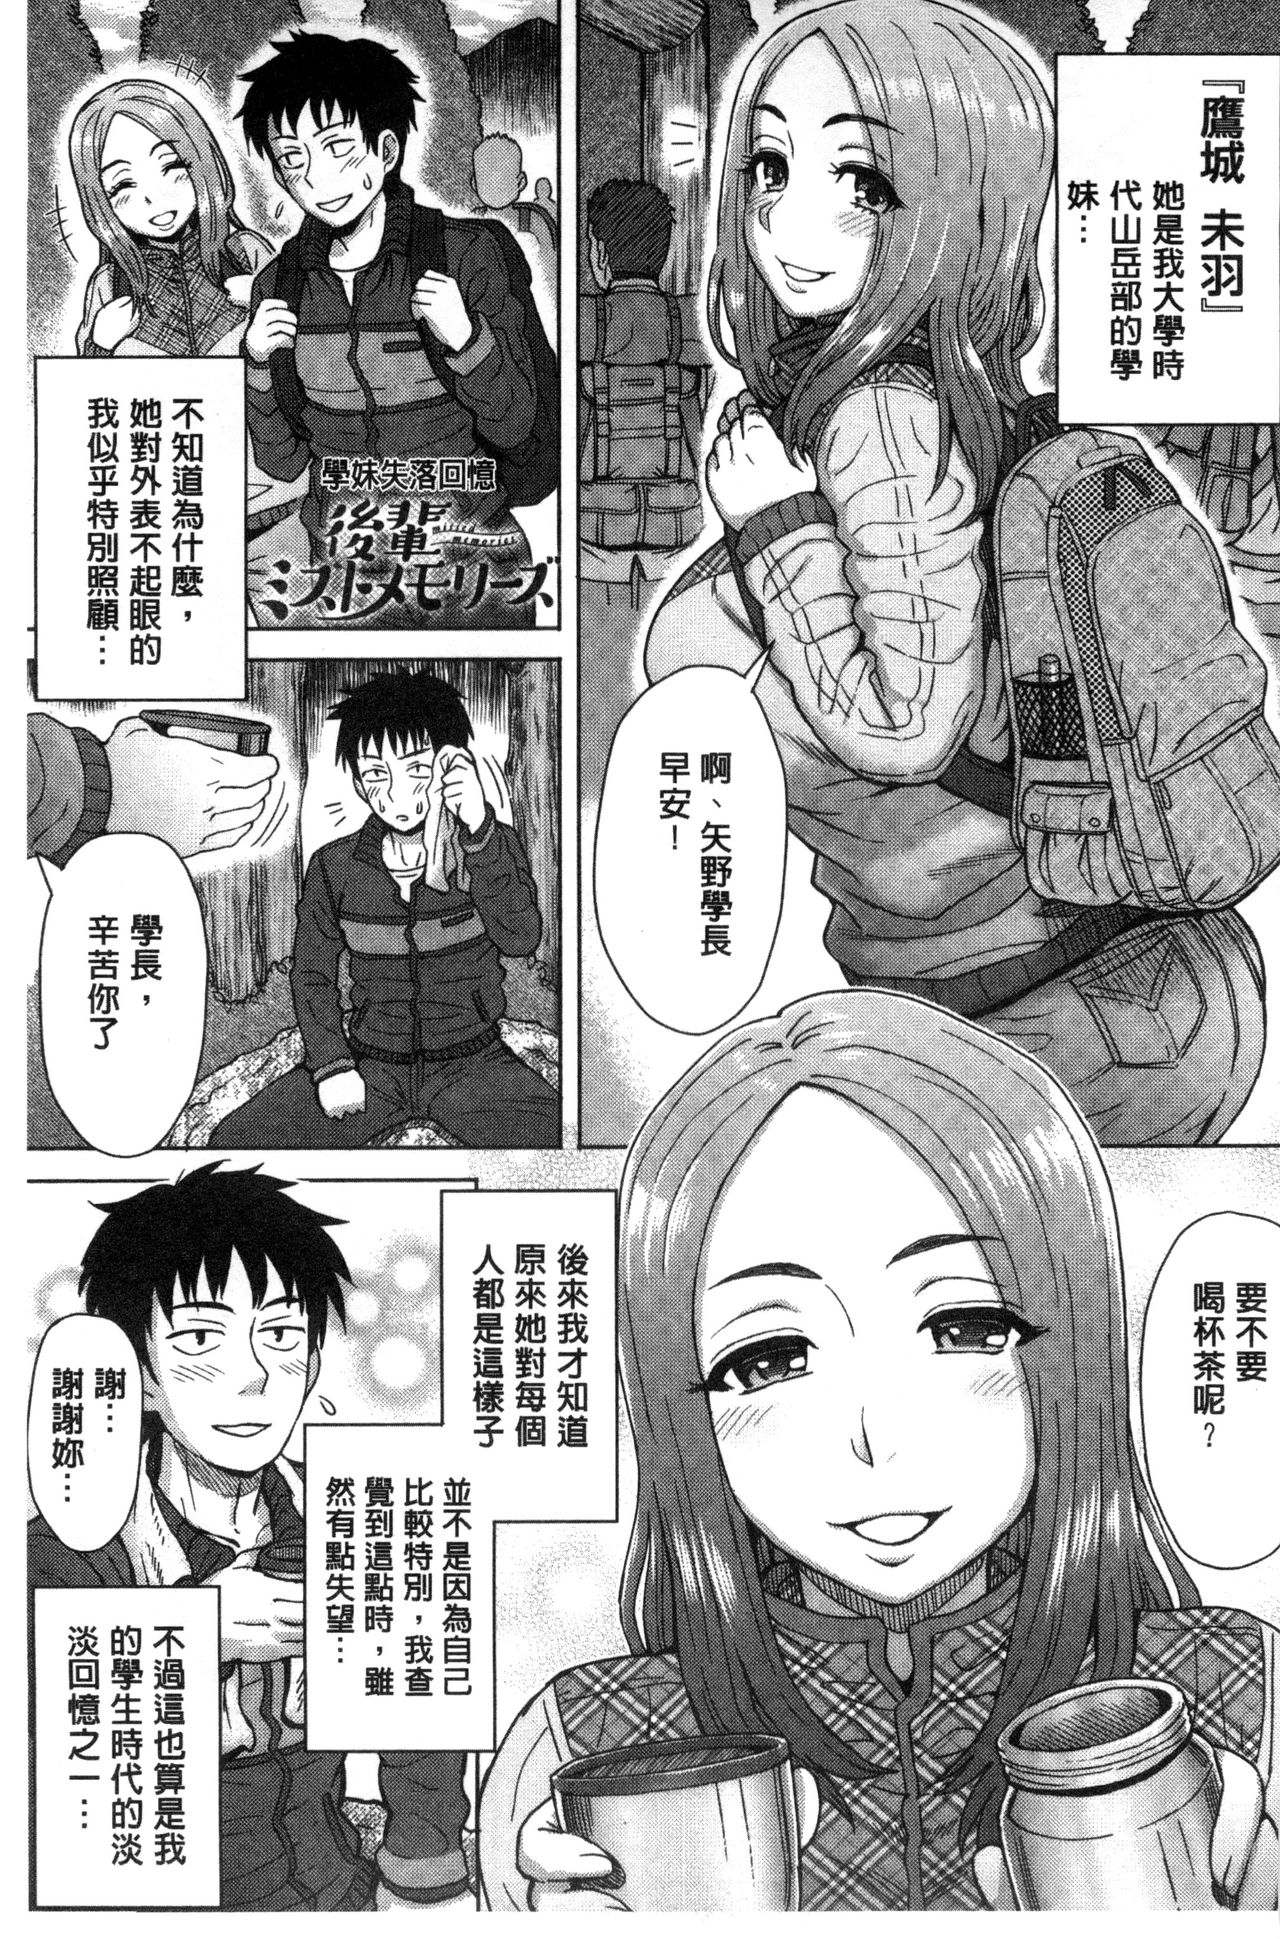 『鷹城 未羽』
她是我大學時
代山岳部的學
妹…
啊、矢野學長
早安！
不知道為什麼，
她對外表不起眼的
我似乎特別照顧…
學妹失落回憶
後輩
misted
memories
ミストメモリーズ
學長，
辛苦你了
要不要
喝杯茶呢？
後來我才知道
原來她對每個
人都是這樣子
並不是因為自己
比較特別，我查
覺到這點時，雖
然有點失望…
謝…
謝謝妳…
不過這也算是我
的學生時代的淡
淡回憶之一…